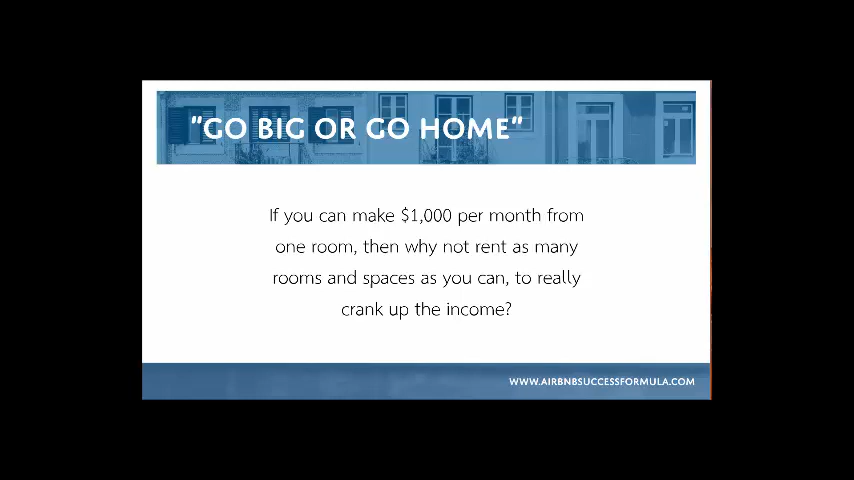 "GO BIG OR GO HOME"
If you can make $1,000 per month from
one room, then why not rent as many
rooms and spaces as you can, to really
crank up the income?
WWW.AIRBNBSUCCESSFORMULA.COM